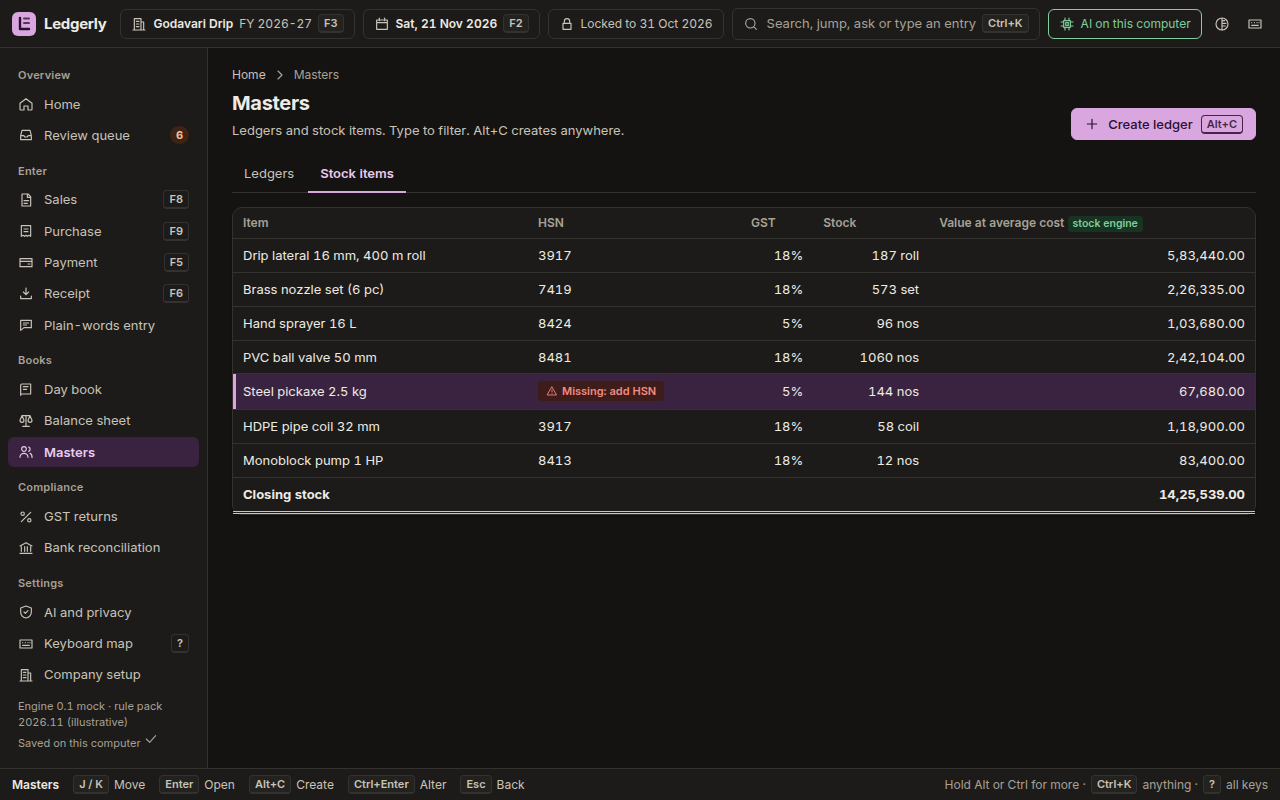 Ledgerly
Godavari Drip FY 2026-27 F3
Sat, 21 Nov 2026 F2
Locked to 31 Oct 2026
Search, jump, ask or type an entry Ctrl+K
AI on this computer
Overview
Home
Review queue 6
Enter
Sales F8
Purchase F9
Payment F5
Receipt F6
Plain-words entry
Books
Day book
Balance sheet
Masters
Compliance
GST returns
Bank reconciliation
Settings
AI and privacy
Keyboard map ?
Company setup
Engine 0.1 mock · rule pack
2026.11 (illustrative)
Saved on this computer
Home > Masters
Masters
Ledgers and stock items. Type to filter. Alt+C creates anywhere.
Create ledger Alt+C
Ledgers Stock items
Item HSN GST Stock Value at average cost stock engine
Drip lateral 16 mm, 400 m roll 3917 18% 187 roll 5,83,440.00
Brass nozzle set (6 pc) 7419 18% 573 set 2,26,335.00
Hand sprayer 16 L 8424 5% 96 nos 1,03,680.00
PVC ball valve 50 mm 8481 18% 1060 nos 2,42,104.00
Steel pickaxe 2.5 kg Missing: add HSN 5% 144 nos 67,680.00
HDPE pipe coil 32 mm 3917 18% 58 coil 1,18,900.00
Monoblock pump 1 HP 8413 18% 12 nos 83,400.00
Closing stock 14,25,539.00
Masters J / K Move Enter Open Alt+C Create Ctrl+Enter Alter Esc Back
Hold Alt or Ctrl for more · Ctrl+K anything · ? all keys